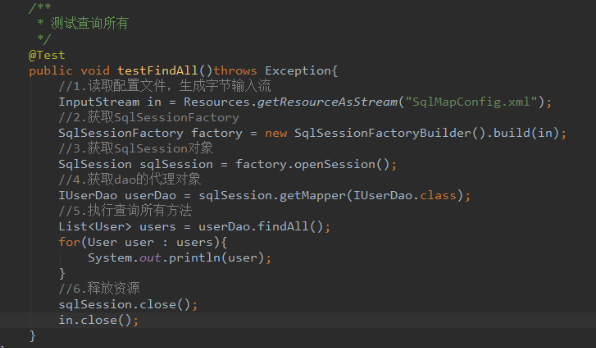 /**
 * 测试查询所有
 */
@Test
public void testFindAll()throws Exception{
    //1.读取配置文件，生成字节输入流
    InputStream in = Resources.getResourceAsStream("SqlMapConfig.xml");
    //2.获取SqlSessionFactory
    SqlSessionFactory factory = new SqlSessionFactoryBuilder().build(in);
    //3.获取SqlSession对象
    SqlSession sqlSession = factory.openSession();
    //4.获取dao的代理对象
    IUserDao userDao = sqlSession.getMapper(IUserDao.class);
    //5.执行查询所有方法
    List<User> users = userDao.findAll();
    for(User user : users){
        System.out.println(user);
    }
    //6.释放资源
    sqlSession.close();
    in.close();
}